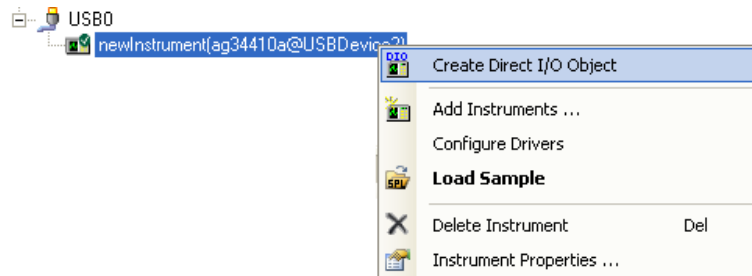 USB0
newInstrument(ag34410a@USBDevice2)
DIO
Create Direct I/O Object
Add Instruments ...
Configure Drivers
SPL
Load Sample
Delete Instrument Del
Instrument Properties ...